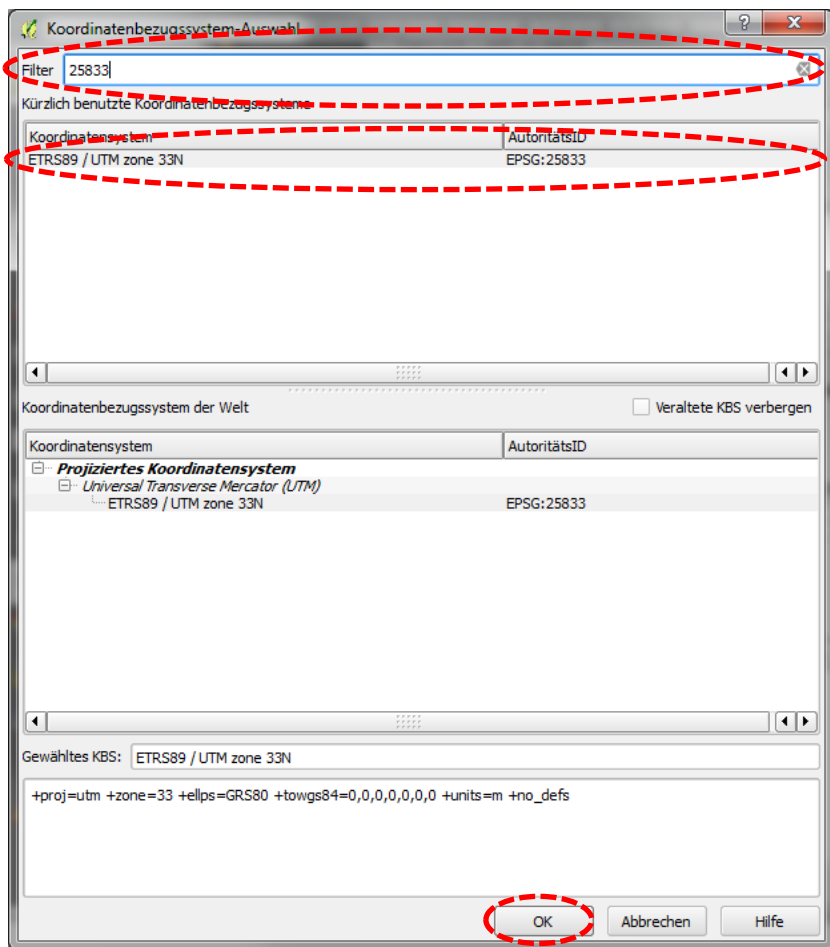 Koordinatenbezugssystem-Auswahl
Filter 25833
Kürzlich benutzte Koordinatenbezugssysteme
Koordinatensystem AutoritätsID
ETRS89 / UTM zone 33N EPSG:25833
Koordinatenbezugssystem der Welt Veraltete KBS verbergen
Koordinatensystem AutoritätsID
Projiziertes Koordinatensystem
Universal Transverse Mercator (UTM)
ETRS89 / UTM zone 33N EPSG:25833
Gewähltes KBS: ETRS89 / UTM zone 33N
+proj=utm +zone=33 +ellps=GRS80 +towgs84=0,0,0,0,0,0,0 +units=m +no_defs
OK Abbrechen Hilfe